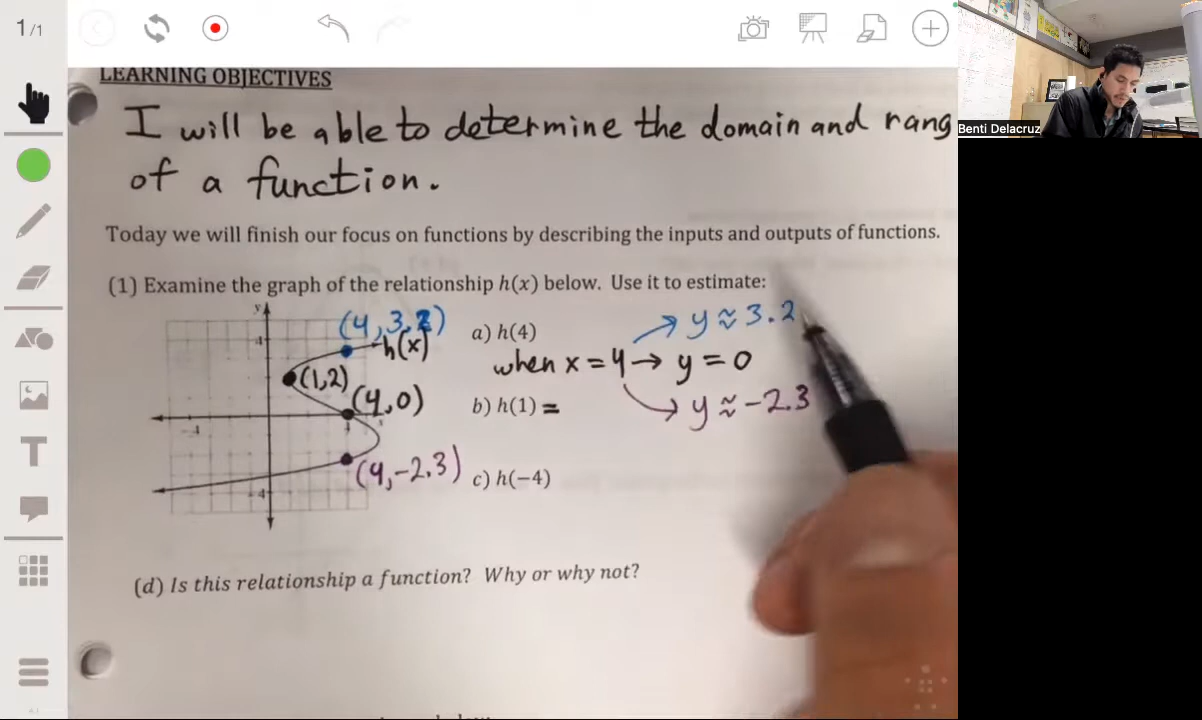 1/1
LEARNING OBJECTIVES
I will be able to determine the domain and rang
of a function.
Benti Delacruz
Today we will finish our focus on functions by describing the inputs and outputs of functions.
(1) Examine the graph of the relationship h(x) below. Use it to estimate:
y
4
(4,3.2)
h(x)
a) h(4)
y ≈ 3.2
when x = 4 → y = 0
(1,2)
(4,0)
b) h(1) =
y ≈ -2.3
-4
(4,-2.3)
c) h(−4)
-4
(d) Is this relationship a function? Why or why not?
T